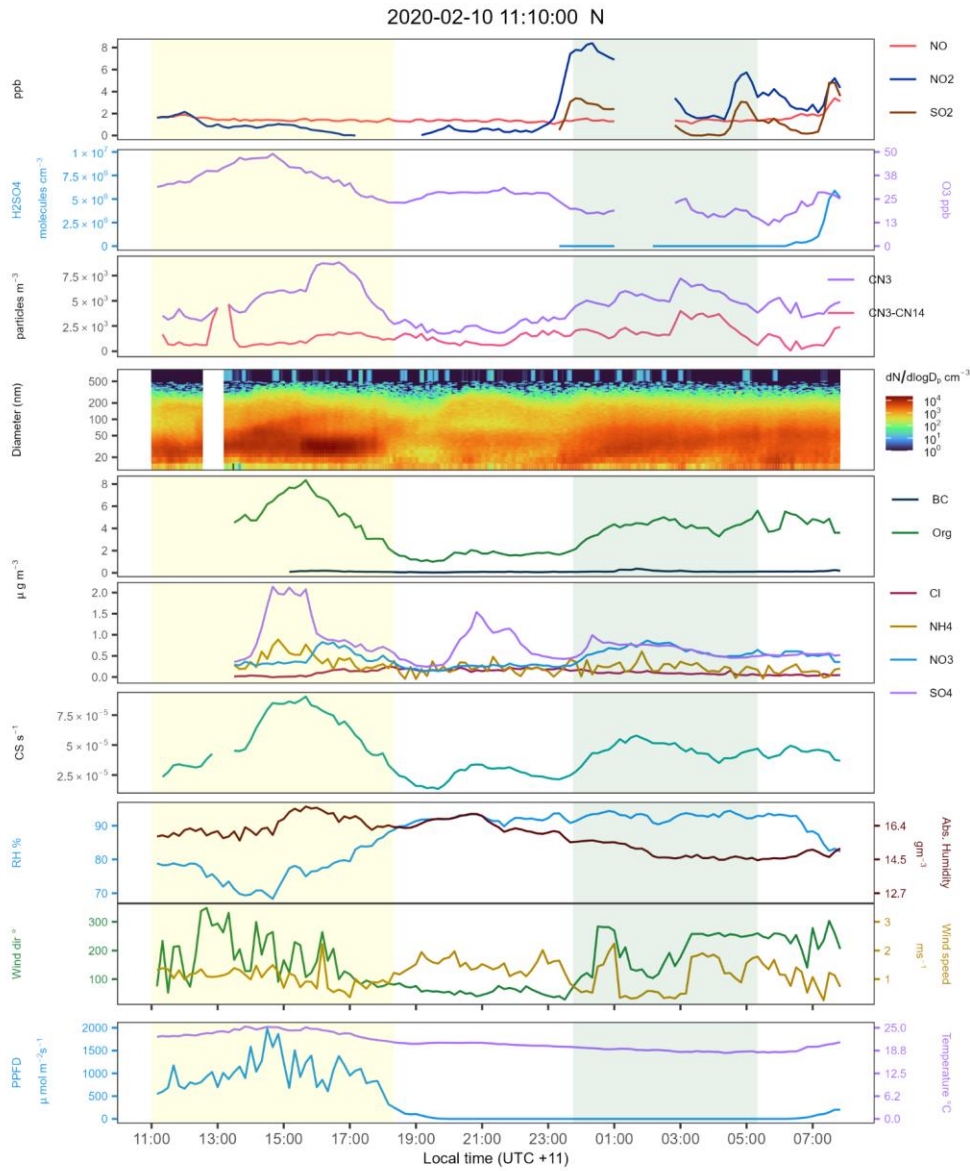 2020-02-10 11:10:00 N
ppb
8
6
4
2
0
NO
NO2
SO2
H2SO4
molecules cm⁻³
1 × 10⁷
7.5 × 10⁶
5 × 10⁶
2.5 × 10⁶
0
50
38
25
13
0
O3 ppb
particles m⁻³
7.5 × 10³
5 × 10³
2.5 × 10³
0
CN3
CN3-CN14
Diameter (nm)
500
200
100
50
20
dN/dlogDₚ cm⁻³
10⁴
10³
10²
10¹
10⁰
μg m⁻³
8
6
4
2
0
BC
Org
2.0
1.5
1.0
0.5
0.0
Cl
NH4
NO3
SO4
CS s⁻¹
7.5 × 10⁻⁵
5 × 10⁻⁵
2.5 × 10⁻⁵
RH %
90
80
70
16.4
14.5
12.7
gm⁻³
Abs. Humidity
Wind dir °
300
200
100
3
2
1
ms⁻¹
Wind speed
PPFD
μ mol m⁻²s⁻¹
2000
1500
1000
500
0
25.0
18.8
12.5
6.2
0.0
Temperature °C
11:00 13:00 15:00 17:00 19:00 21:00 23:00 01:00 03:00 05:00 07:00
Local time (UTC +11)